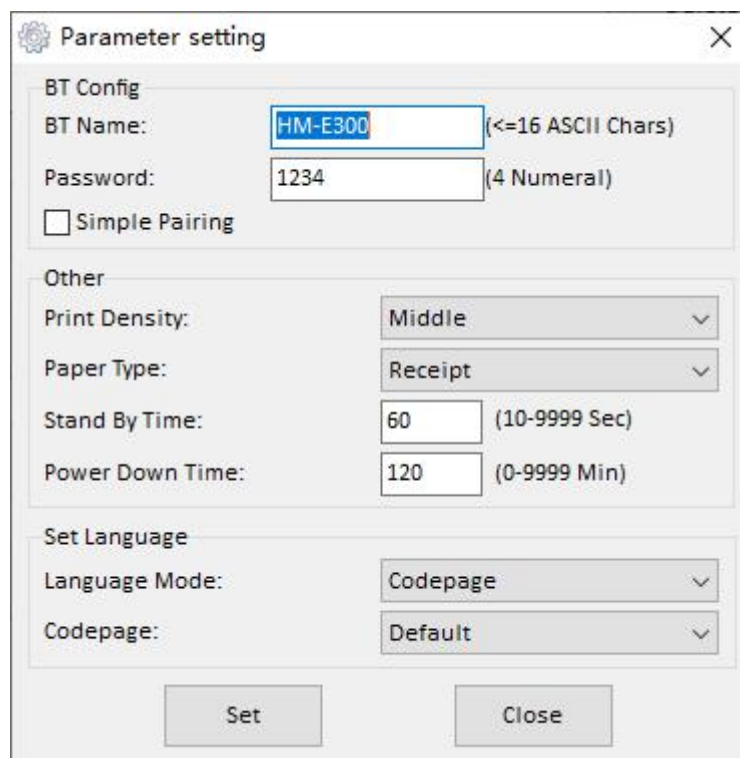 Parameter setting
BT Config
BT Name: HM-E300 (<=16 ASCII Chars)
Password: 1234 (4 Numeral)
Simple Pairing
Other
Print Density: Middle
Paper Type: Receipt
Stand By Time: 60 (10-9999 Sec)
Power Down Time: 120 (0-9999 Min)
Set Language
Language Mode: Codepage
Codepage: Default
Set Close